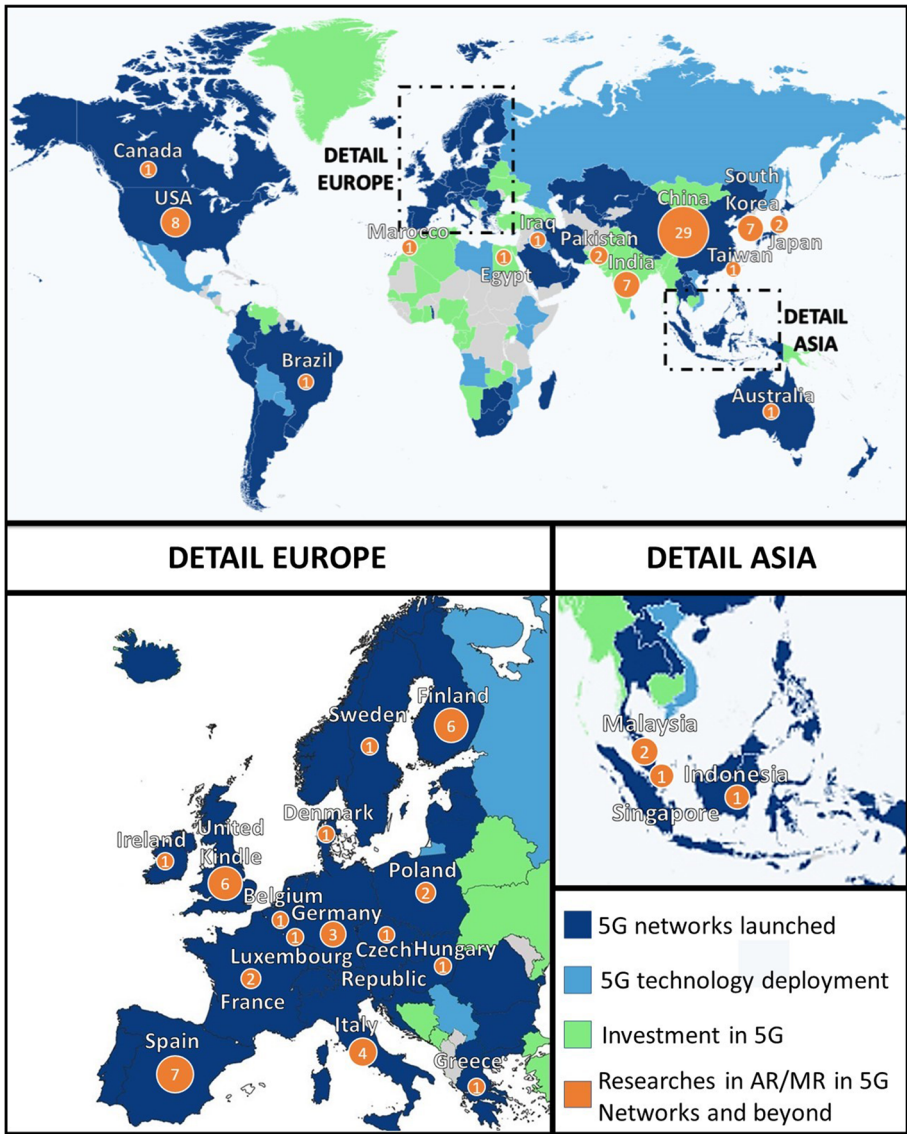 Canada
1
USA
8
DETAIL
EUROPE
Marocco
1
Egypt
1
Iraq
1
Pakistan
2
India
7
China
29
South
Korea
7
2
Japan
Taiwan
1
DETAIL
ASIA
Brazil
1
Australia
1
DETAIL EUROPE
DETAIL ASIA
Finland
6
Sweden
1
Denmark
1
Ireland
1
United
Kindle
6
Belgium
1
Germany
3
Luxembourg
1
Poland
2
Czech
Republic
1
Hungary
1
2
France
Italy
4
Spain
7
Greece
1
Malaysia
2
1
Singapore
Indonesia
1
5G networks launched
5G technology deployment
Investment in 5G
Researches in AR/MR in 5G
Networks and beyond